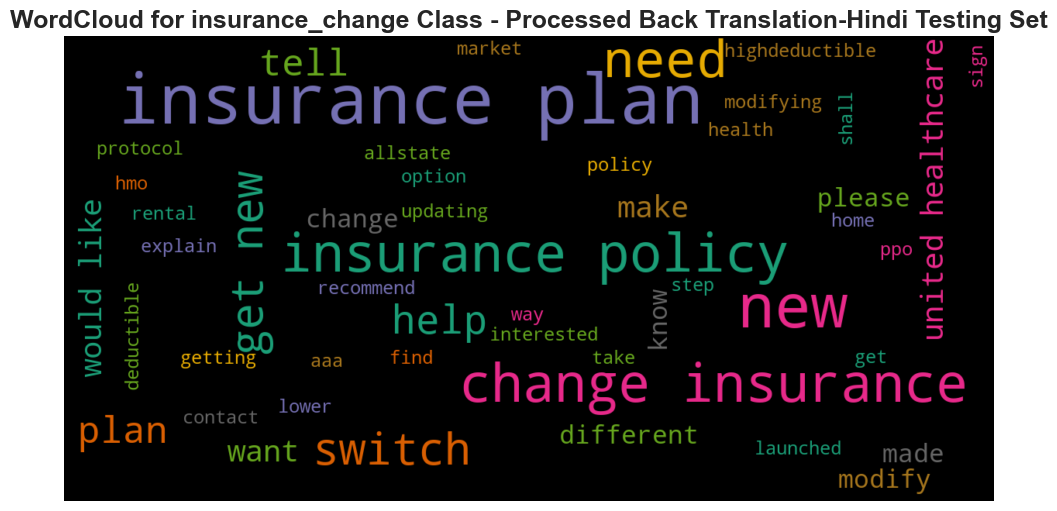 WordCloud for insurance_change Class - Processed Back Translation-Hindi Testing Set
market
highdeductible
sign
tell
need
insurance plan
modifying
shall
health
united healthcare
protocol
allstate
policy
option
hmo
please
make
rental
updating
change
home
would like
get new
explain
insurance policy
ppo
recommend
step
deductible
new
help
way
know
interested
getting
aaa
find
take
get
change insurance
lower
contact
plan
different
switch
want
launched
made
modify